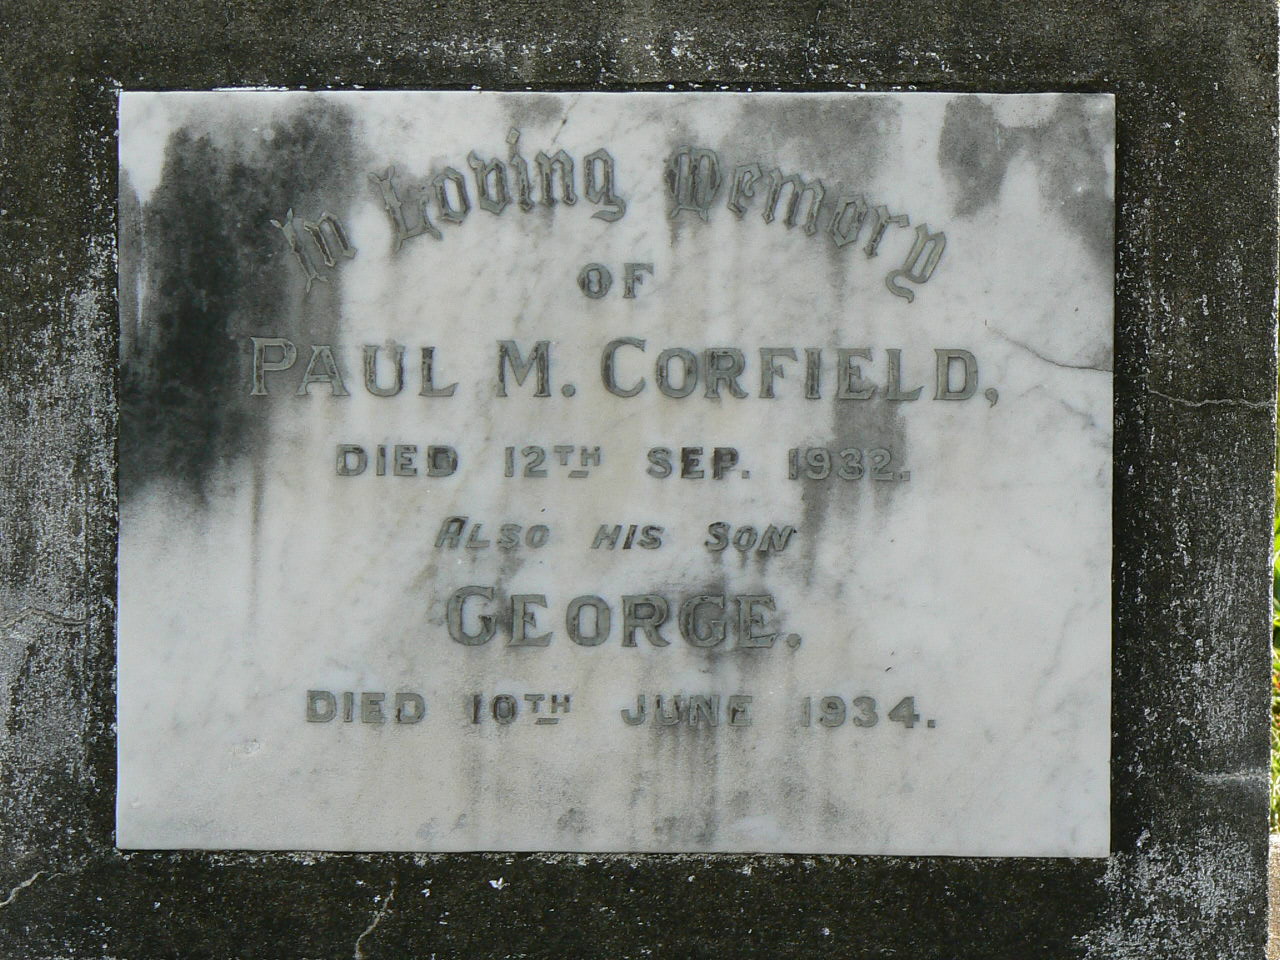 In Loving Memory
OF
PAUL M. CORFIELD,
DIED 12TH SEP. 1932.
ALSO HIS SON
GEORGE.
DIED 10TH JUNE 1934.